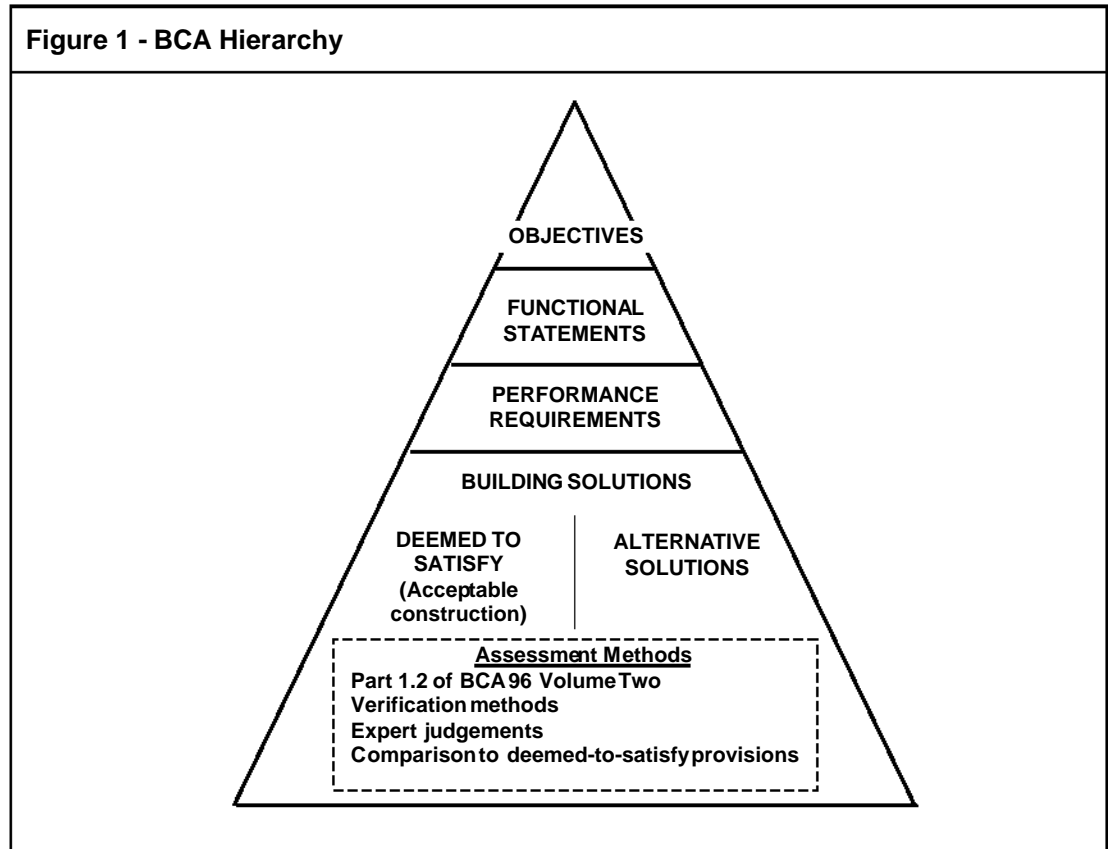 Figure 1 - BCA Hierarchy
OBJECTIVES
FUNCTIONAL
STATEMENTS
PERFORMANCE
REQUIREMENTS
BUILDING SOLUTIONS
DEEMED TO
SATISFY
(Acceptable
construction)
ALTERNATIVE
SOLUTIONS
Assessment Methods
Part 1.2 of BCA 96 Volume Two
Verification methods
Expert judgements
Comparison to deemed-to-satisfy provisions